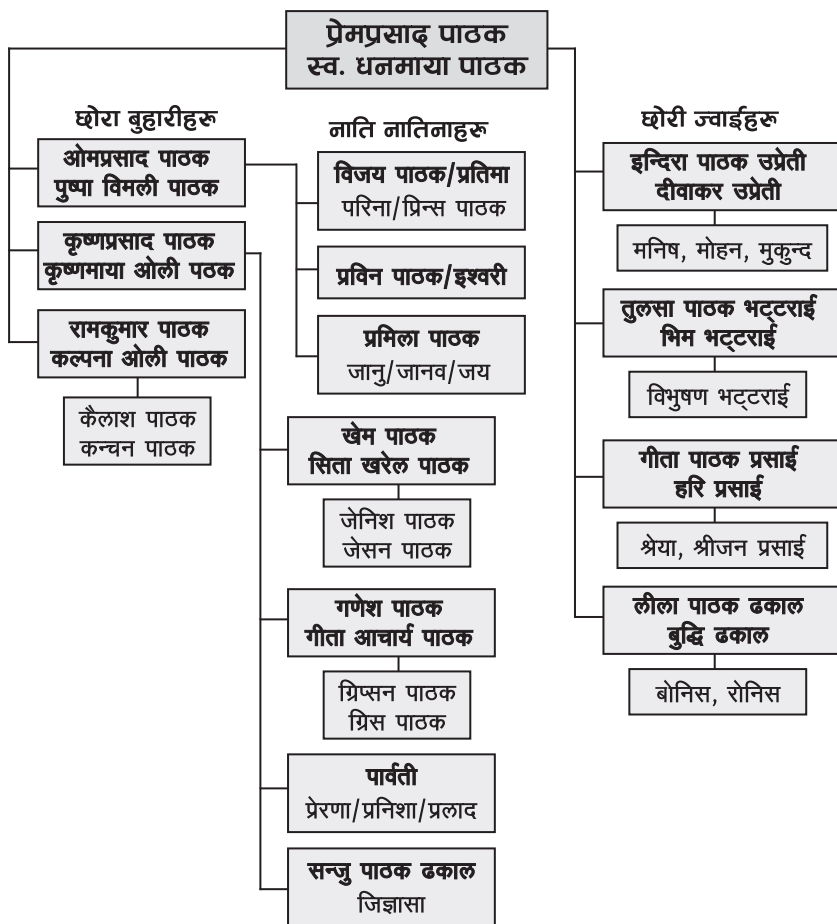 प्रेमप्रसाद पाठक
स्व. धनमाया पाठक
छोरा बुहारीहरू
ओमप्रसाद पाठक
पुष्पा विमली पाठक
कृष्णप्रसाद पाठक
कृष्णमाया ओली पठक
रामकुमार पाठक
कल्पना ओली पाठक
कैलाश पाठक
कन्चन पाठक
नाति नातिनाहरू
विजय पाठक/प्रतिमा
परिना/प्रिन्स पाठक
प्रविन पाठक/इश्वरी
प्रमिला पाठक
जानु/जानव/जय
खेम पाठक
सिता खरेल पाठक
जेनिश पाठक
जेसन पाठक
गणेश पाठक
गीता आचार्य पाठक
ग्रिप्सन पाठक
ग्रिस पाठक
पार्वती
प्रेरणा/प्रनिशा/प्रलाद
सन्जु पाठक ढकाल
जिज्ञासा
छोरी ज्वाईहरू
इन्दिरा पाठक उप्रेती
दीवाकर उप्रेती
मनिष, मोहन, मुकुन्द
तुलसा पाठक भट्टराई
भिम भट्टराई
विभुषण भट्टराई
गीता पाठक प्रसाई
हरि प्रसाई
श्रेया, श्रीजन प्रसाई
लीला पाठक ढकाल
बुद्धि ढकाल
बोनिस, रोनिस